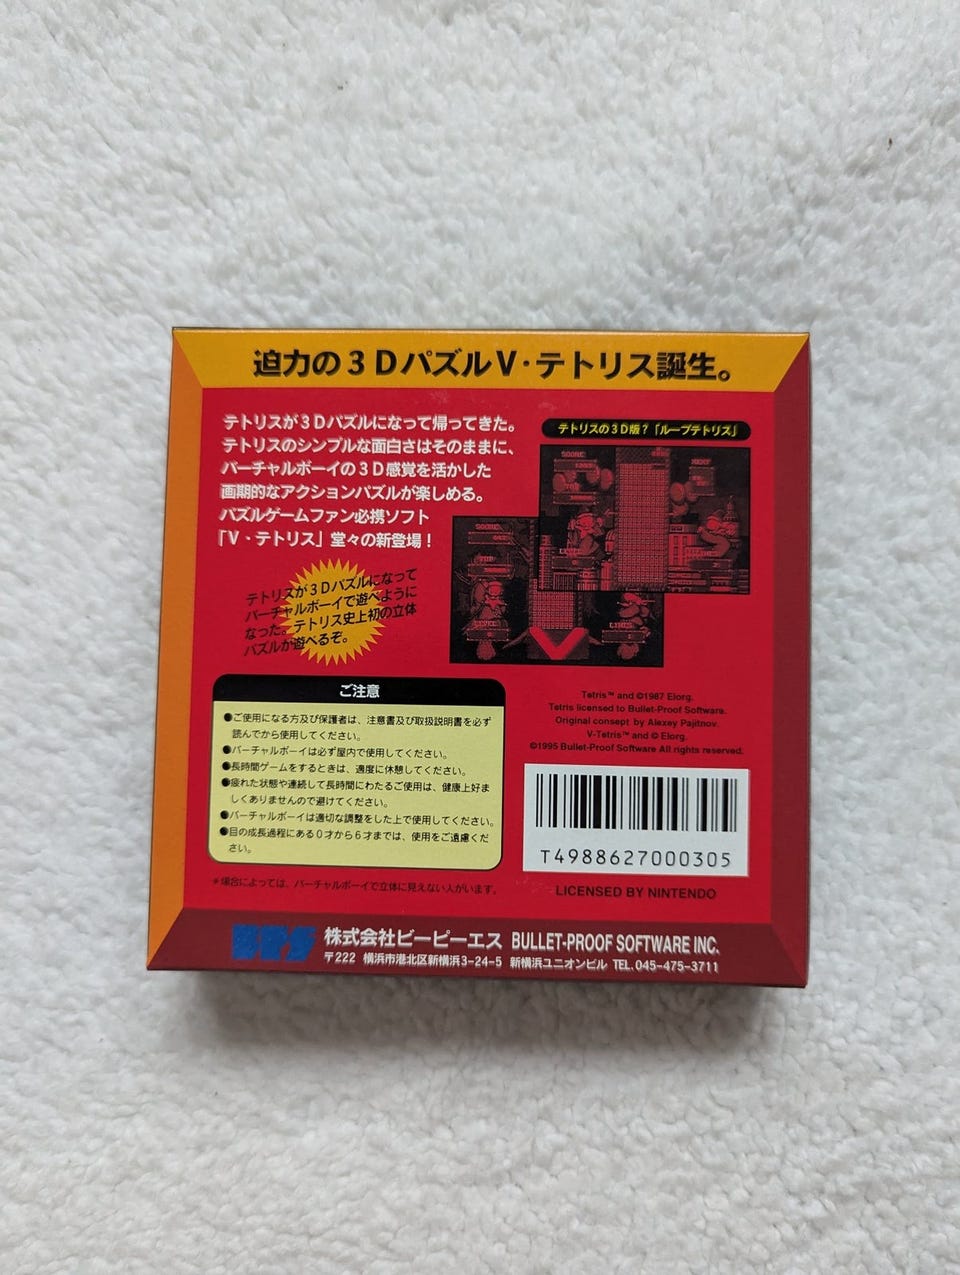 迫力の３ＤパズルＶ・テトリス誕生。
テトリスが３Ｄパズルになって帰ってきた。
テトリスのシンプルな面白さはそのままに、
バーチャルボーイの３Ｄ感覚を活かした
画期的なアクションパズルが楽しめる。
パズルゲームファン必携ソフト
「Ｖ・テトリス」堂々の新登場！
テトリスの３Ｄ版？「ループテトリス」
SCORE
NEXT
LEVEL
SCORE
TOP
LEVEL
LINES
テトリスが３Ｄパズルになって
バーチャルボーイで遊べように
なった。テトリス史上初の立体
パズルが遊べるぞ。
ご注意
●ご使用になる方及び保護者は、注意書及び取扱説明書を必ず
読んでから使用してください。
●バーチャルボーイは必ず屋内で使用してください。
●長時間ゲームをするときは、適度に休憩してください。
●疲れた状態や連続して長時間にわたるご使用は、健康上好ま
しくありませんので避けてください。
●バーチャルボーイは適切な調整をした上で使用してください。
●目の成長過程にある０才から６才までは、使用をご遠慮くだ
さい。
＊場合によっては、バーチャルボーイで立体に見えない人がいます。
Tetris™ and ©1987 Elorg.
Tetris licensed to Bullet-Proof Software.
Original consept by Alexey Pajitnov.
V-Tetris™ and © Elorg.
©1995 Bullet-Proof Software All rights reserved.
T4988627000305
LICENSED BY NINTENDO
BPS 株式会社ビーピーエス BULLET-PROOF SOFTWARE INC.
〒222 横浜市港北区新横浜3-24-5 新横浜ユニオンビル TEL.045-475-3711